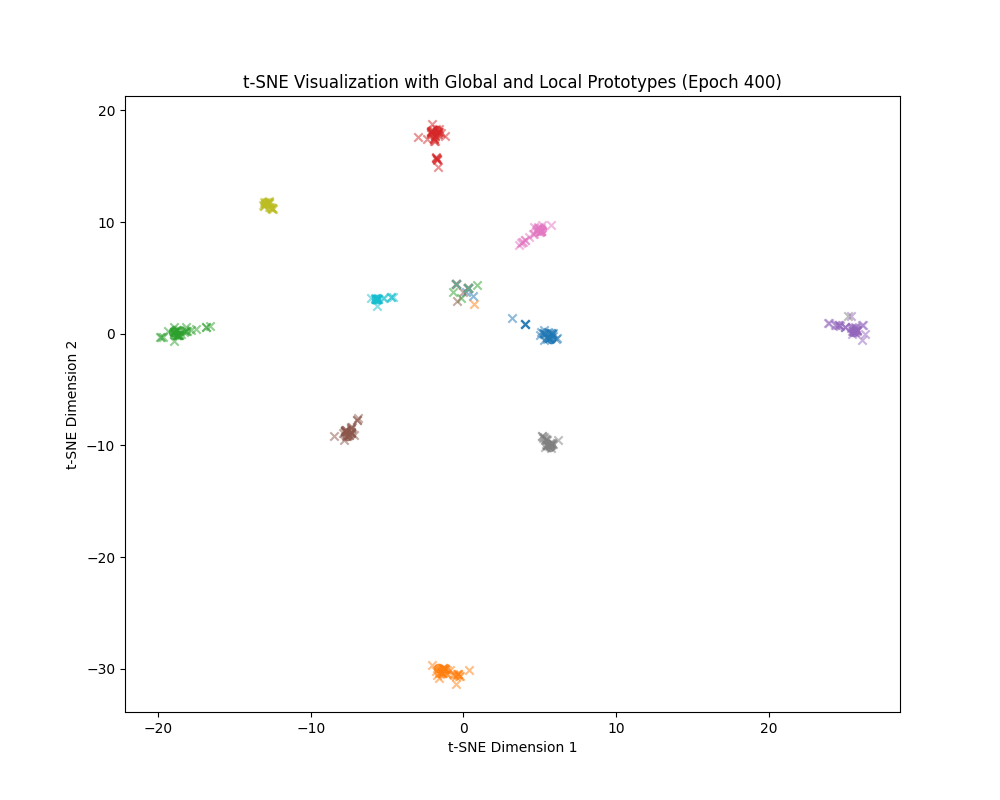 t-SNE Visualization with Global and Local Prototypes (Epoch 400)
20
10
0
−10
−20
−30
t-SNE Dimension 2
−20 −10 0 10 20
t-SNE Dimension 1